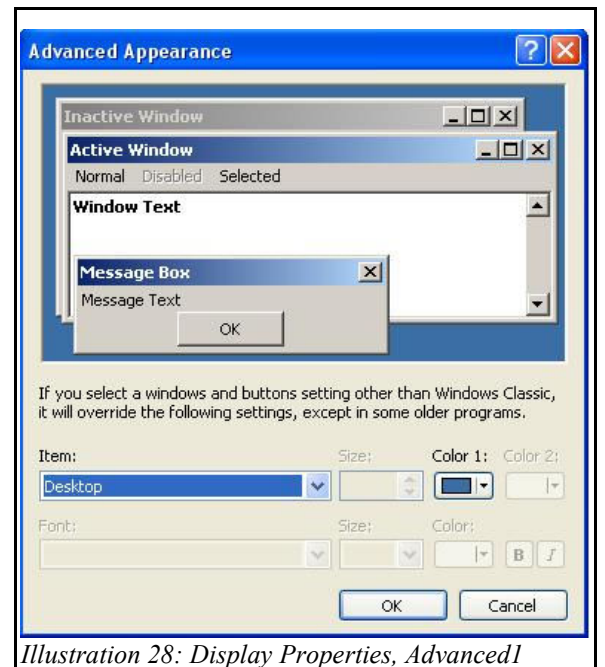 Advanced Appearance
Inactive Window
Active Window
Normal Disabled Selected
Window Text
Message Box
Message Text
OK
If you select a windows and buttons setting other than Windows Classic,
it will override the following settings, except in some older programs.
Item: Size: Color 1: Color 2:
Desktop
Font: Size: Color:
B I
OK Cancel
Illustration 28: Display Properties, Advanced1